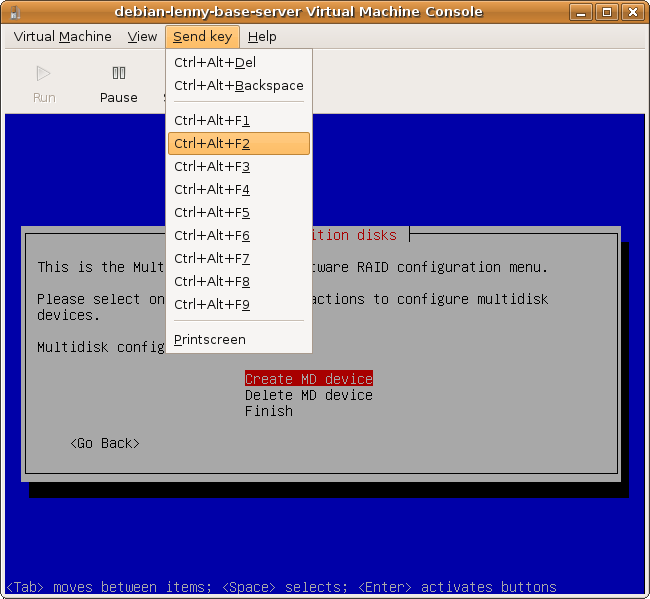 debian-lenny-base-server Virtual Machine Console
Virtual Machine View Send key Help
Run Pause
Ctrl+Alt+Del
Ctrl+Alt+Backspace
Ctrl+Alt+F1
Ctrl+Alt+F2
Ctrl+Alt+F3
Ctrl+Alt+F4
Ctrl+Alt+F5
Ctrl+Alt+F6
Ctrl+Alt+F7
Ctrl+Alt+F8
Ctrl+Alt+F9
Printscreen
ition disks
This is the Mult tware RAID configuration menu.
Please select on actions to configure multidisk
devices.
Multidisk config
Create MD device
Delete MD device
Finish
<Go Back>
<Tab> moves between items; <Space> selects; <Enter> activates buttons